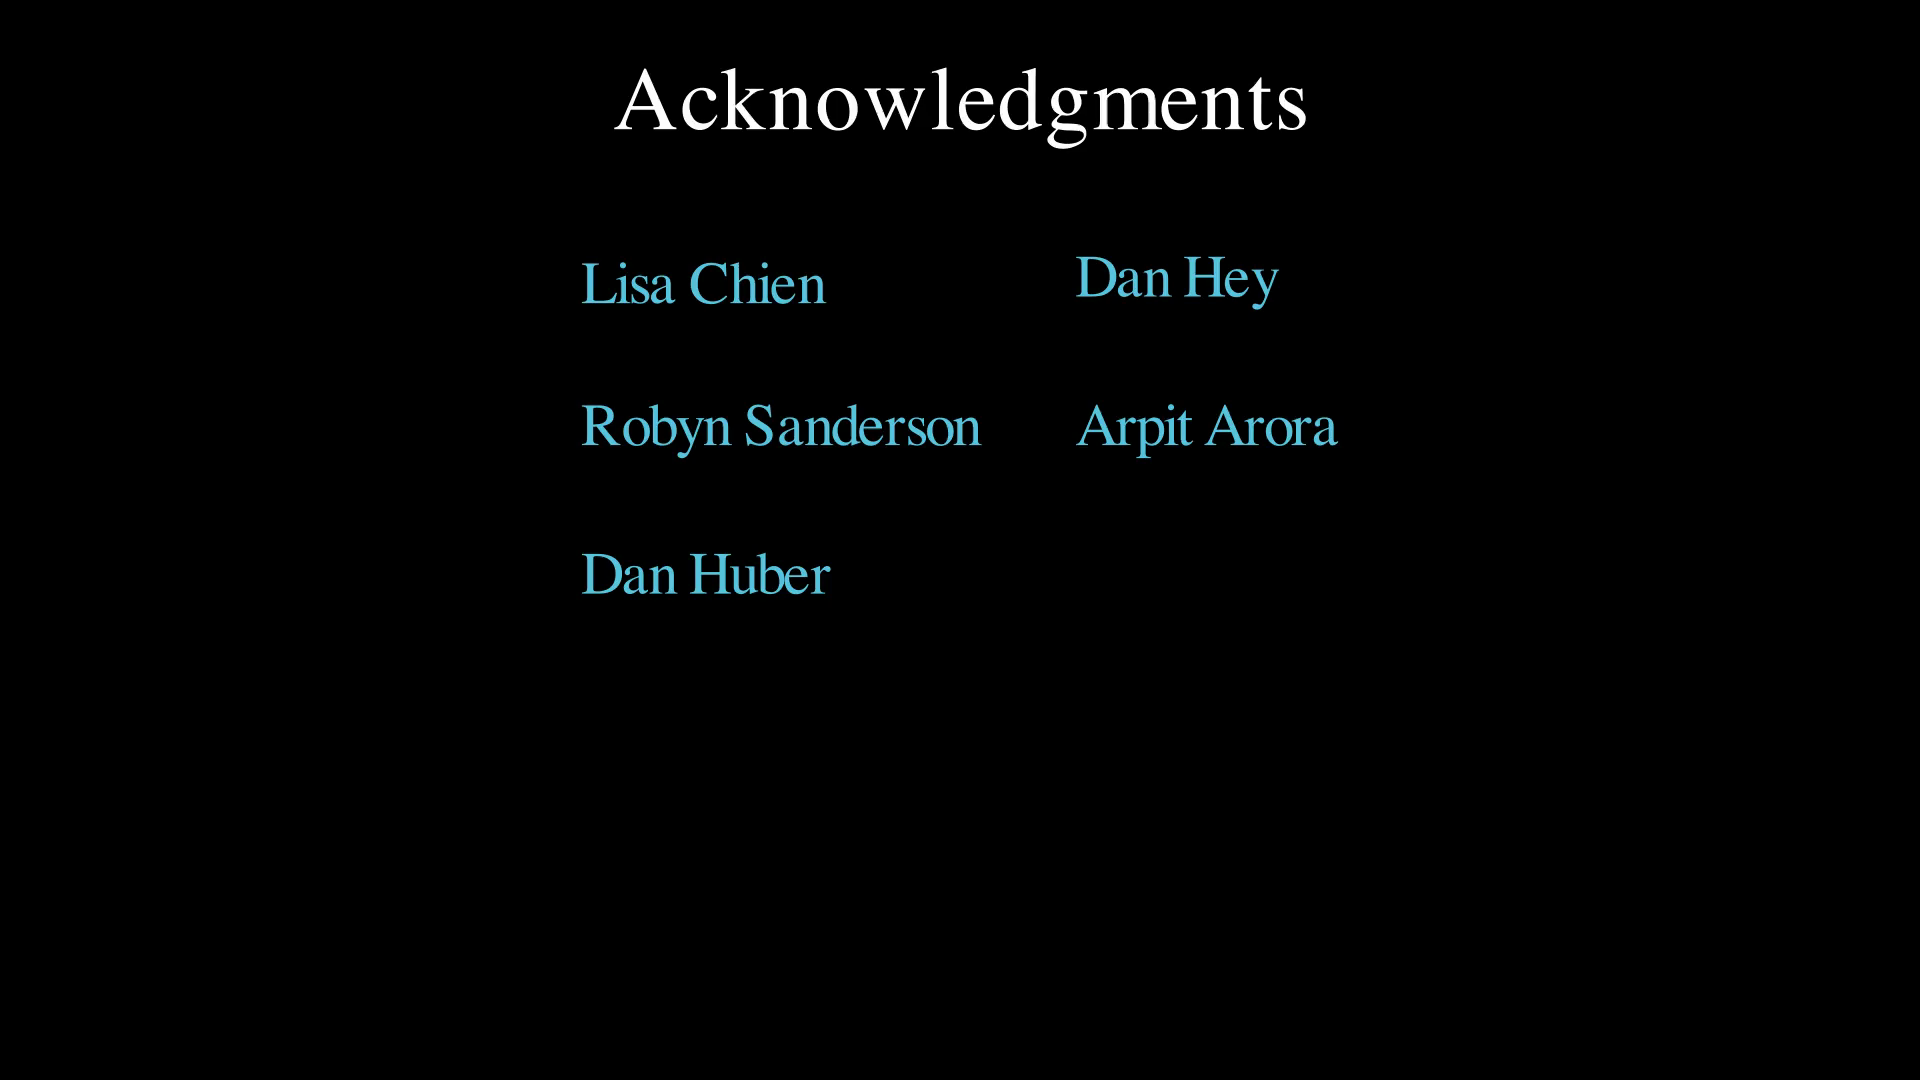 Acknowledgments
Lisa Chien
Robyn Sanderson
Dan Huber
Dan Hey
Arpit Arora